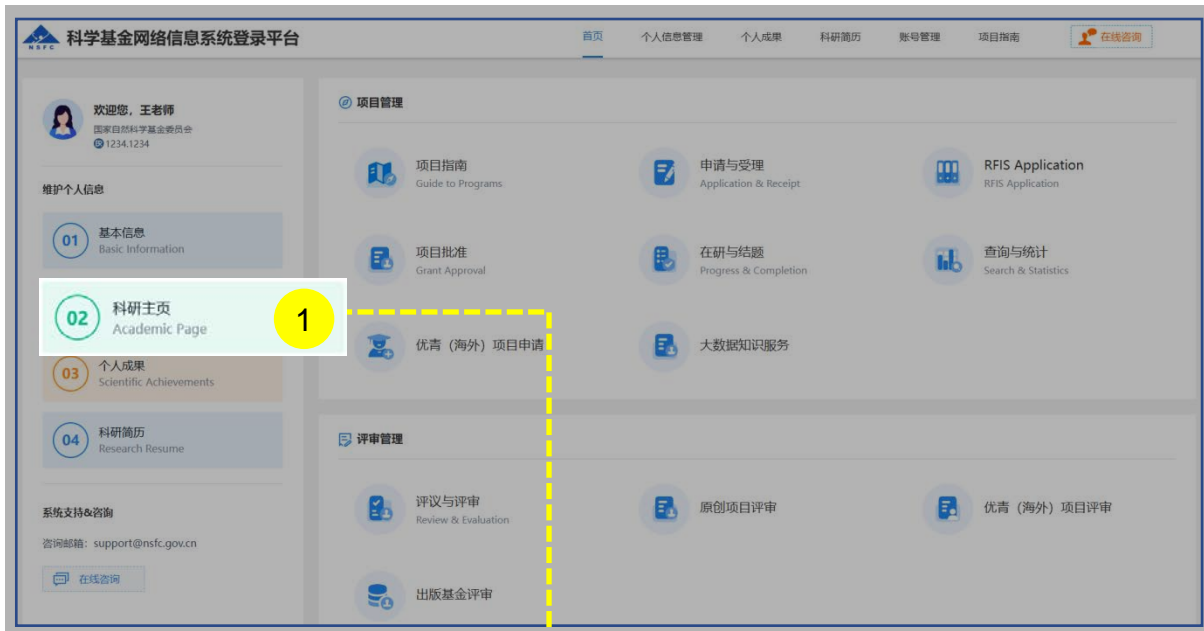 NSFC
科学基金网络信息系统登录平台
首页 个人信息管理 个人成果 科研简历 账号管理 项目指南 在线咨询
欢迎您，王老师
国家自然科学基金委员会
ID 1234.1234
维护个人信息
01
基本信息
Basic Information
02
科研主页
Academic Page
1
03
个人成果
Scientific Achievements
04
科研简历
Research Resume
系统支持&咨询
咨询邮箱：support@nsfc.gov.cn
在线咨询
项目管理
项目指南
Guide to Programs
申请与受理
Application & Receipt
RFIS Application
RFIS Application
项目批准
Grant Approval
在研与结题
Progress & Completion
查询与统计
Search & Statistics
优青（海外）项目申请
大数据知识服务
评审管理
评议与评审
Review & Evaluation
原创项目评审
优青（海外）项目评审
出版基金评审